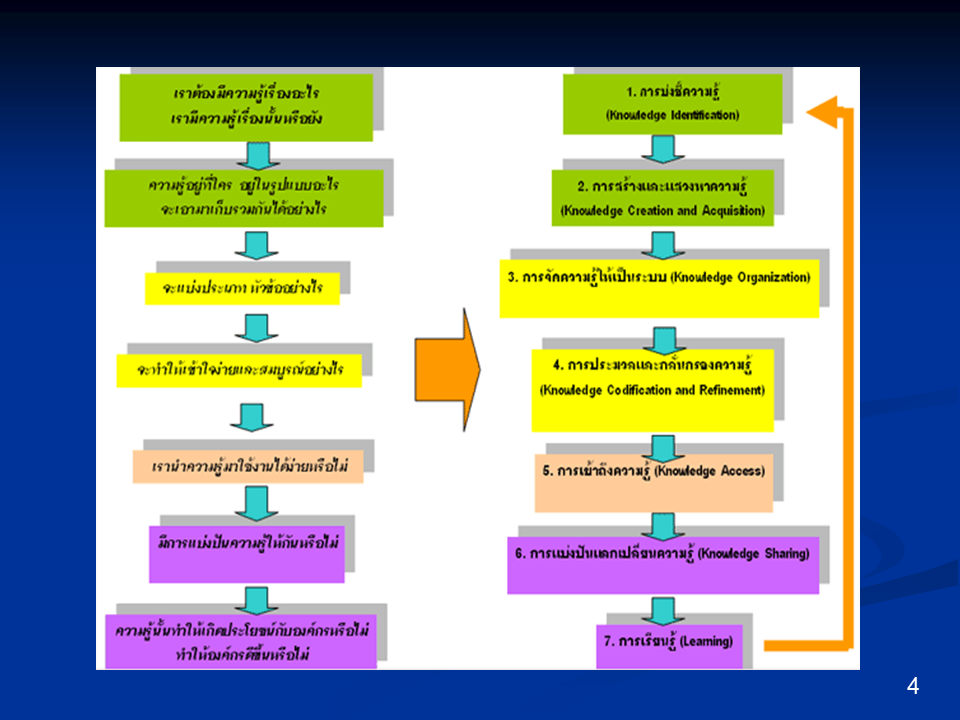 เราต้องมีความรู้เรื่องอะไร
เรามีความรู้เรื่องนั้นหรือยัง
ความรู้อยู่ที่ใคร อยู่ในรูปแบบอะไร
จะเอามาเก็บรวมกันได้อย่างไร
จะแบ่งประเภท หัวข้ออย่างไร
จะทำให้เข้าใจง่ายและสมบูรณ์อย่างไร
เรานำความรู้มาใช้งานได้ง่ายหรือไม่
มีการแบ่งปันความรู้ให้กันหรือไม่
ความรู้นั้นทำให้เกิดประโยชน์กับองค์กรหรือไม่
ทำให้องค์กรดีขึ้นหรือไม่
1. การบ่งชี้ความรู้
(Knowledge Identification)
2. การสร้างและแสวงหาความรู้
(Knowledge Creation and Acquisition)
3. การจัดความรู้ให้เป็นระบบ (Knowledge Organization)
4. การประมวลและกลั่นกรองความรู้
(Knowledge Codification and Refinement)
5. การเข้าถึงความรู้ (Knowledge Access)
6. การแบ่งปันแลกเปลี่ยนความรู้ (Knowledge Sharing)
7. การเรียนรู้ (Learning)
4